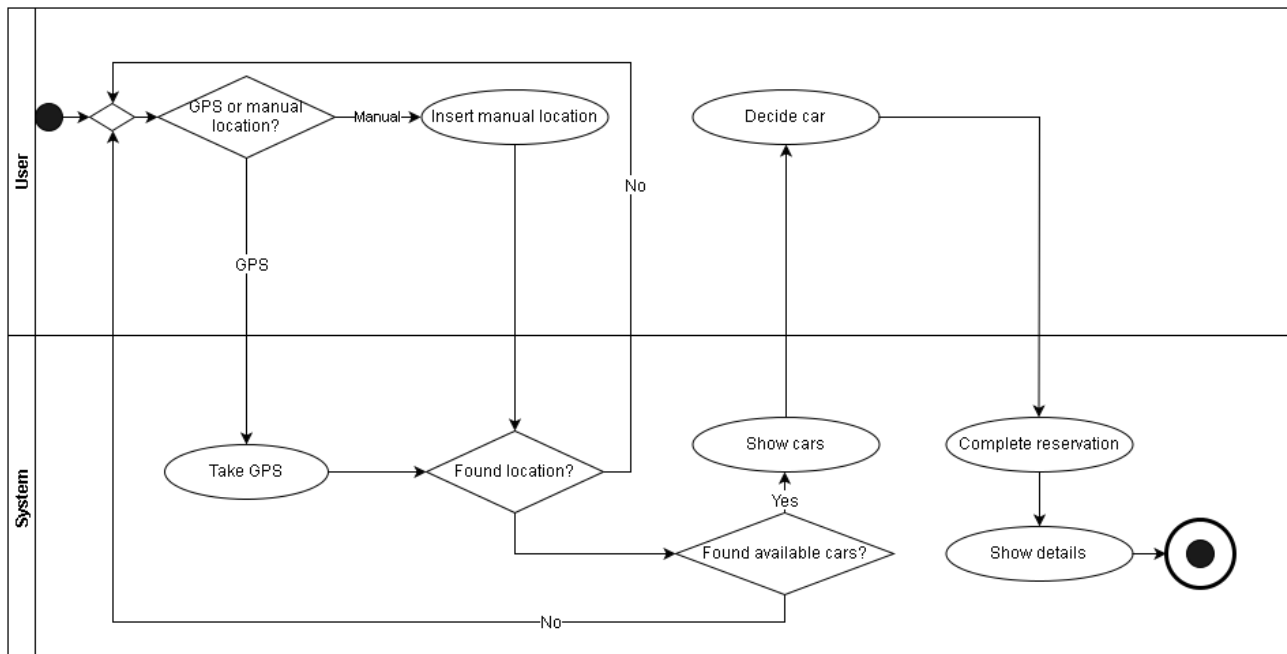 User
GPS or manual
location?
Manual
Insert manual location
Decide car
No
GPS
System
Take GPS
Found location?
Show cars
Complete reservation
Yes
Found available cars?
Show details
No